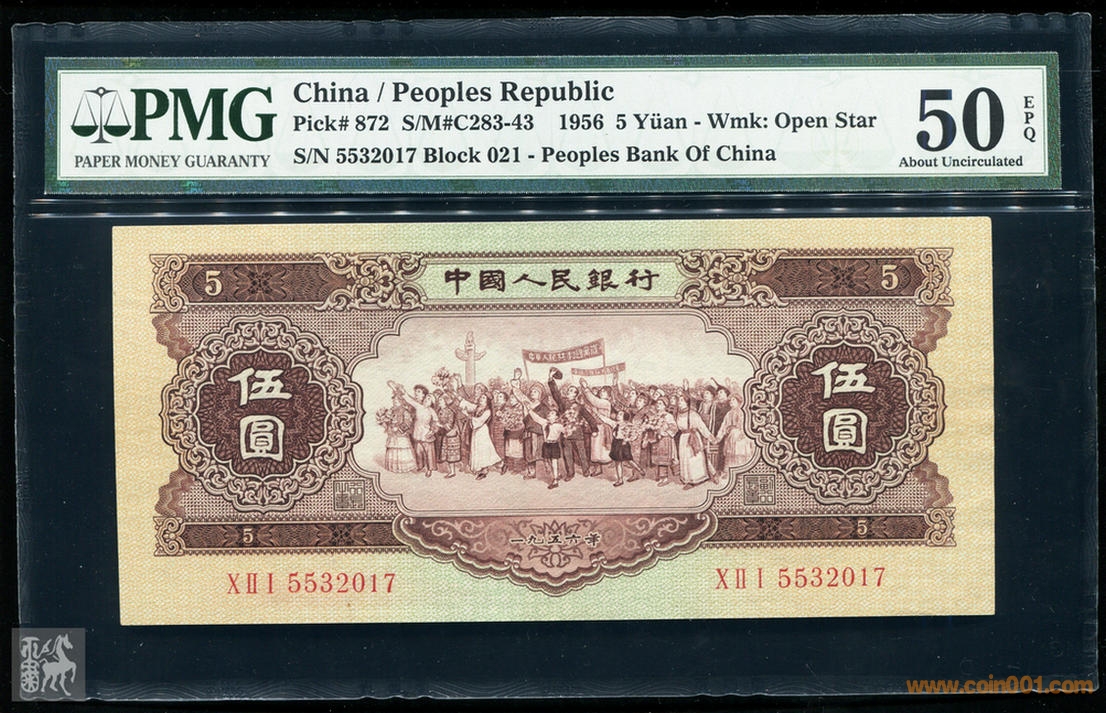 PMG
PAPER MONEY GUARANTY
China / Peoples Republic
Pick# 872 S/M#C283-43 1956 5 Yüan - Wmk: Open Star
S/N 5532017 Block 021 - Peoples Bank Of China
50
EPQ
About Uncirculated
5 中國人民銀行 5
伍圓 伍圓
5 一九五六年 5
X II I 5532017 X II I 5532017
www.coin001.com